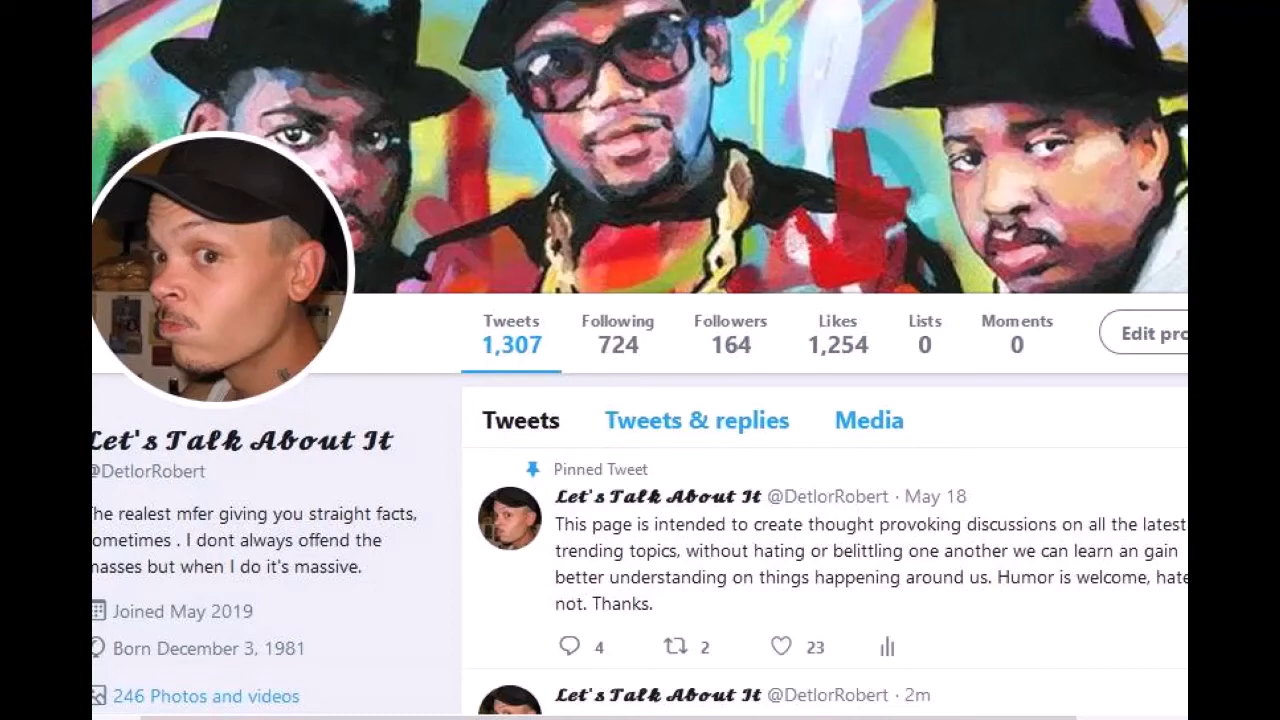 Tweets Following Followers Likes Lists Moments
1,307 724 164 1,254 0 0
Edit pro
Let's Talk About It
@DetlorRobert
The realest mfer giving you straight facts,
sometimes . I dont always offend the
masses but when I do it's massive.
Joined May 2019
Born December 3, 1981
246 Photos and videos
Tweets Tweets & replies Media
Pinned Tweet
Let's Talk About It @DetlorRobert · May 18
This page is intended to create thought provoking discussions on all the latest
trending topics, without hating or belittling one another we can learn an gain
better understanding on things happening around us. Humor is welcome, hate
not. Thanks.
4 2 23
Let's Talk About It @DetlorRobert · 2m